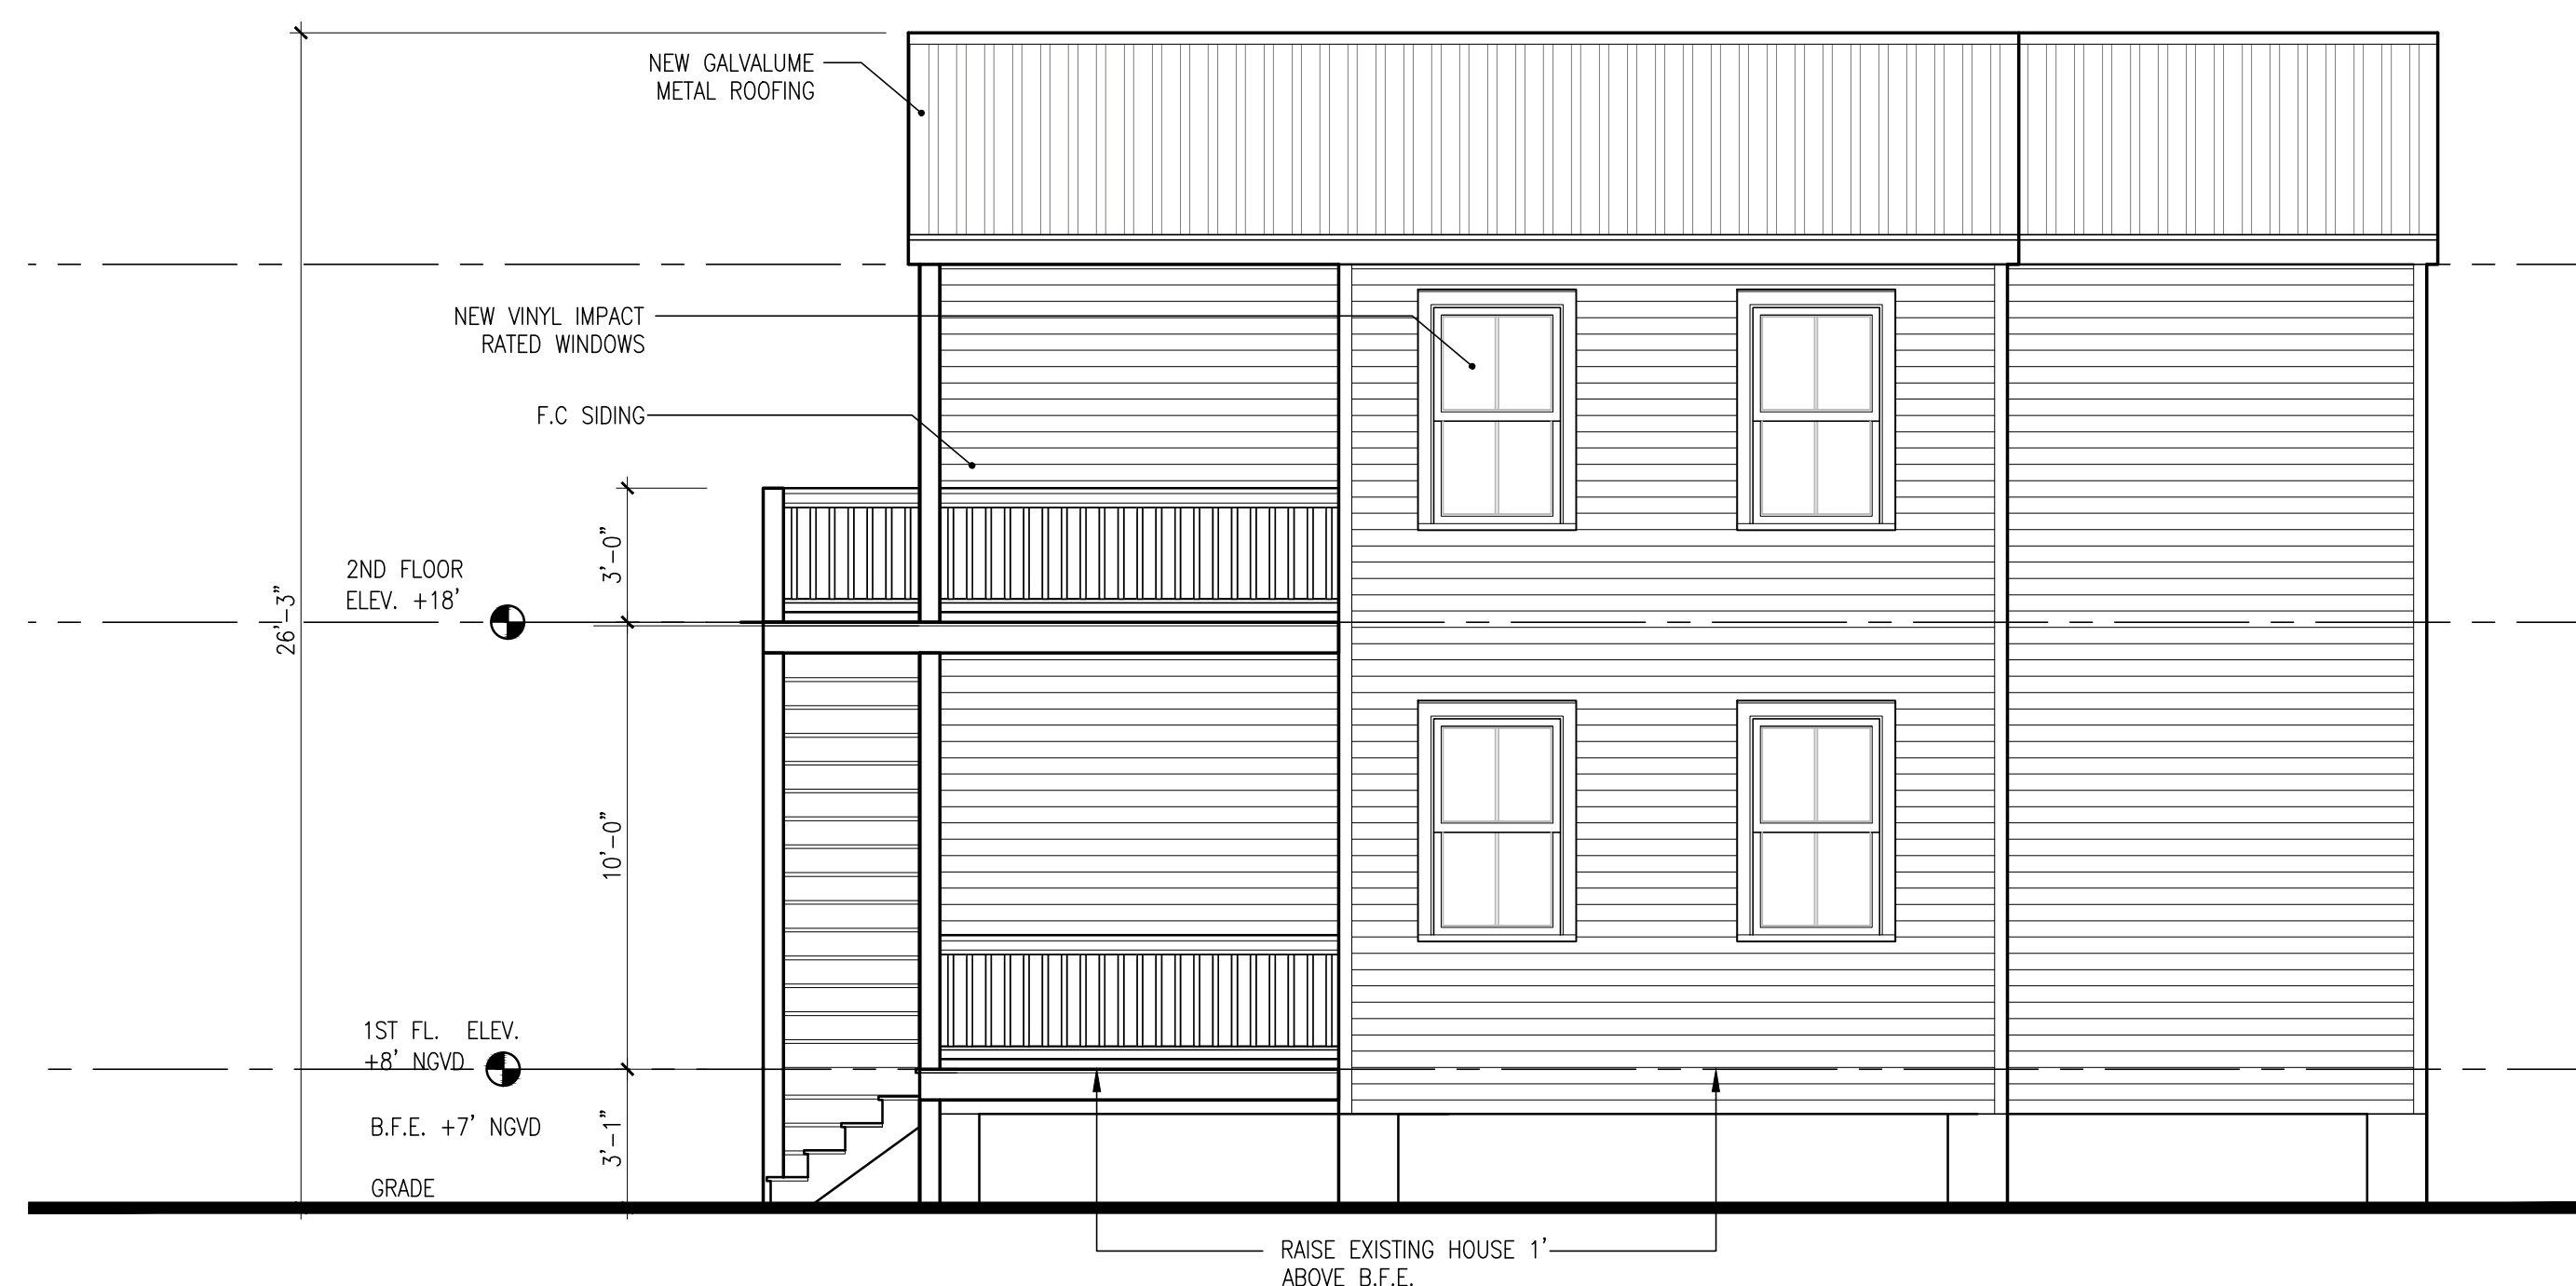 NEW GALVALUME
METAL ROOFING
NEW VINYL IMPACT
RATED WINDOWS
F.C SIDING
3'-0"
2ND FLOOR
ELEV. +18'
26'-3"
10'-0"
1ST FL. ELEV.
+8' NGVD
B.F.E. +7' NGVD
3'-1"
GRADE
RAISE EXISTING HOUSE 1'
ABOVE B.F.E.